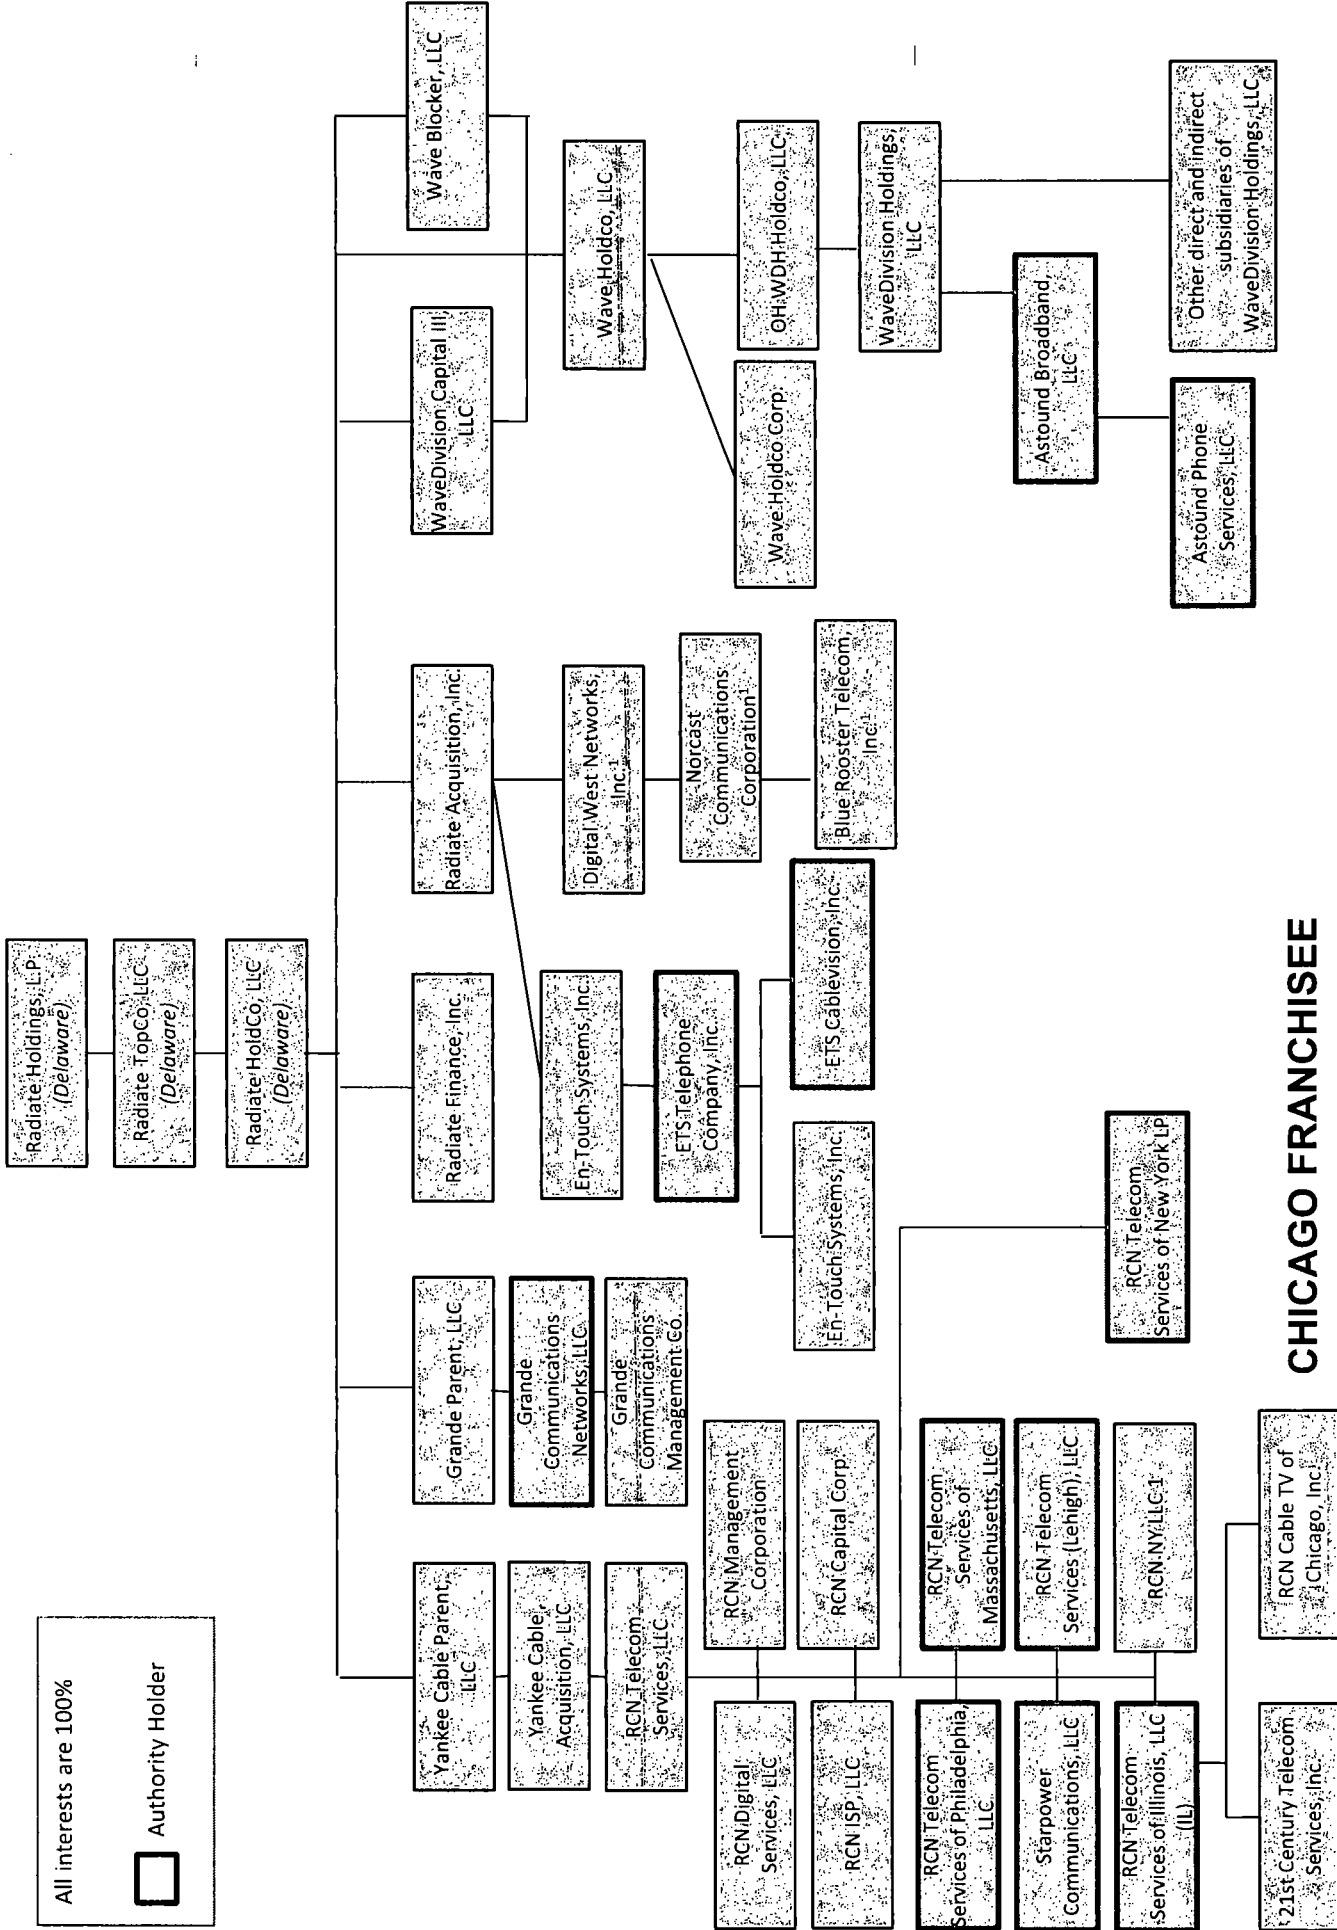 All interests are 100%
Authority Holder
Radiate Holdings, L.P.
(Delaware)
Radiate TopCo, LLC
(Delaware)
Radiate HoldCo, LLC
(Delaware)
Yankee Cable Parent,
LLC
Grande Parent, LLC
Radiate Finance, Inc.
Radiate Acquisition, Inc.
WaveDivision Capital III,
LLC
Wave Blocker, LLC
Yankee Cable
Acquisition, LLC
Grande
Communications
Networks, LLC
En-Touch Systems, Inc.
Digital West Networks,
Inc.¹
Wave Holdco, LLC
RCN Telecom
Services, LLC
Grande
Communications
Management Co.
ETS Telephone
Company, Inc.
Norcast
Communications
Corporation¹
Wave Holdco Corp.
OH WDH Holdco, LLC
RCN Digital
Services, LLC
RCN Management
Corporation
En-Touch Systems, Inc.
ETS Cablevision, Inc.
Blue Rooster Telecom,
Inc.¹
WaveDivision Holdings,
LLC
RCN ISP, LLC
RCN Capital Corp.
RCN Telecom
Services of Philadelphia,
LLC
RCN Telecom
Services of
Massachusetts, LLC
Starpower
Communications, LLC
RCN Telecom
Services (Lehigh), LLC
Astound Broadband,
LLC
RCN Telecom
Services of Illinois, LLC
(IL)
RCN NY LLC 1
RCN Telecom
Services of New York LP
Astound Phone
Services, LLC
Other direct and indirect
subsidiaries of
WaveDivision Holdings, LLC
21st Century Telecom
Services, Inc.
RCN Cable TV of
Chicago, Inc.
CHICAGO FRANCHISEE